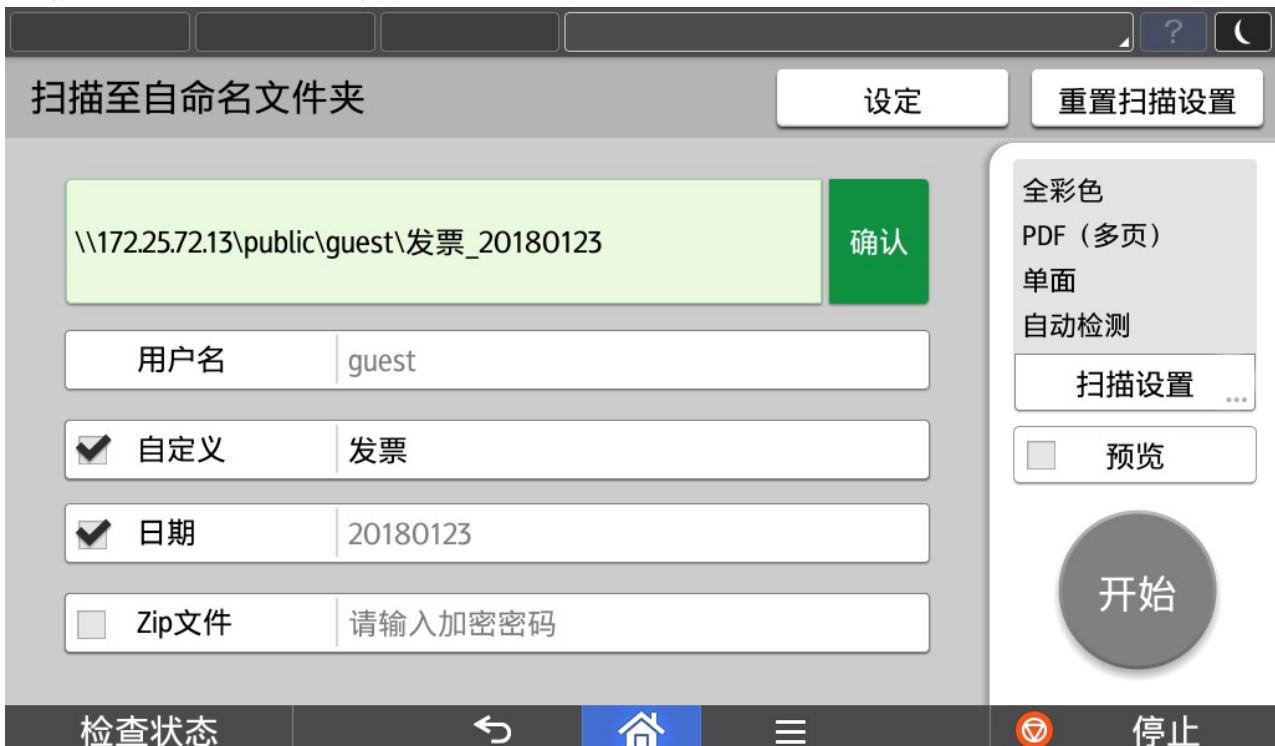 ?
扫描至自命名文件夹
设定
重置扫描设置
\\172.25.72.13\public\guest\发票_20180123
确认
用户名
guest
自定义
发票
日期
20180123
Zip文件
请输入加密密码
全彩色
PDF（多页）
单面
自动检测
扫描设置
...
预览
开始
检查状态
停止